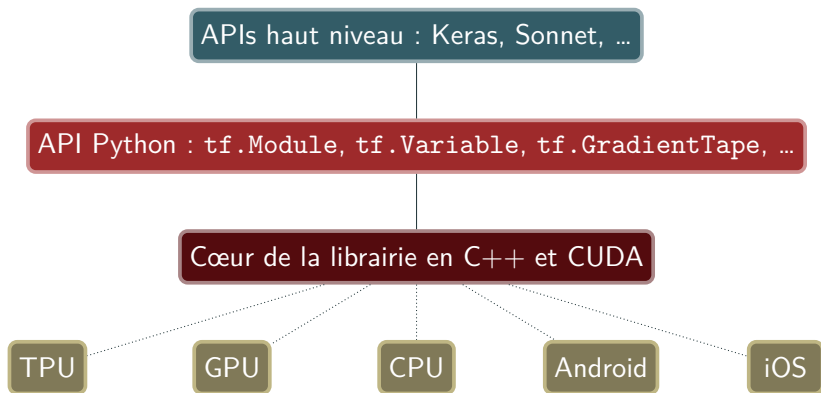 APIs haut niveau : Keras, Sonnet, …
API Python : tf.Module, tf.Variable, tf.GradientTape, …
Cœur de la librairie en C++ et CUDA
TPU GPU CPU Android iOS